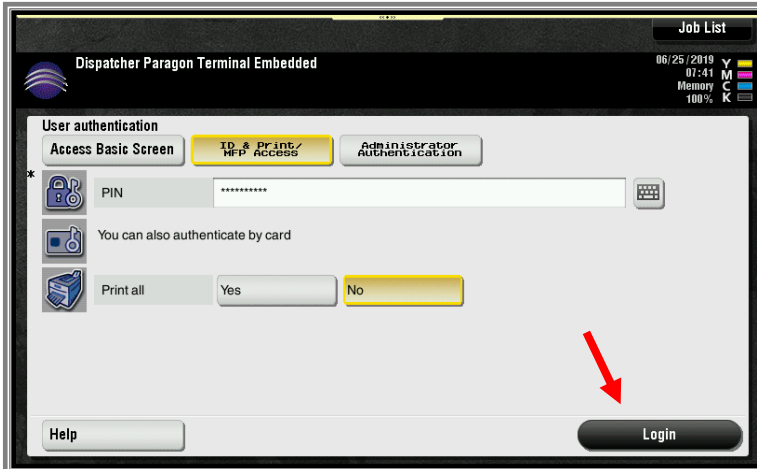 Job List
Dispatcher Paragon Terminal Embedded
06/25/2019
07:41
Memory
100%
Y
M
C
K
User authentication
Access Basic Screen
ID & Print/
MFP Access
Administrator
Authentication
*
PIN
**********
You can also authenticate by card
Print all
Yes
No
Help
Login